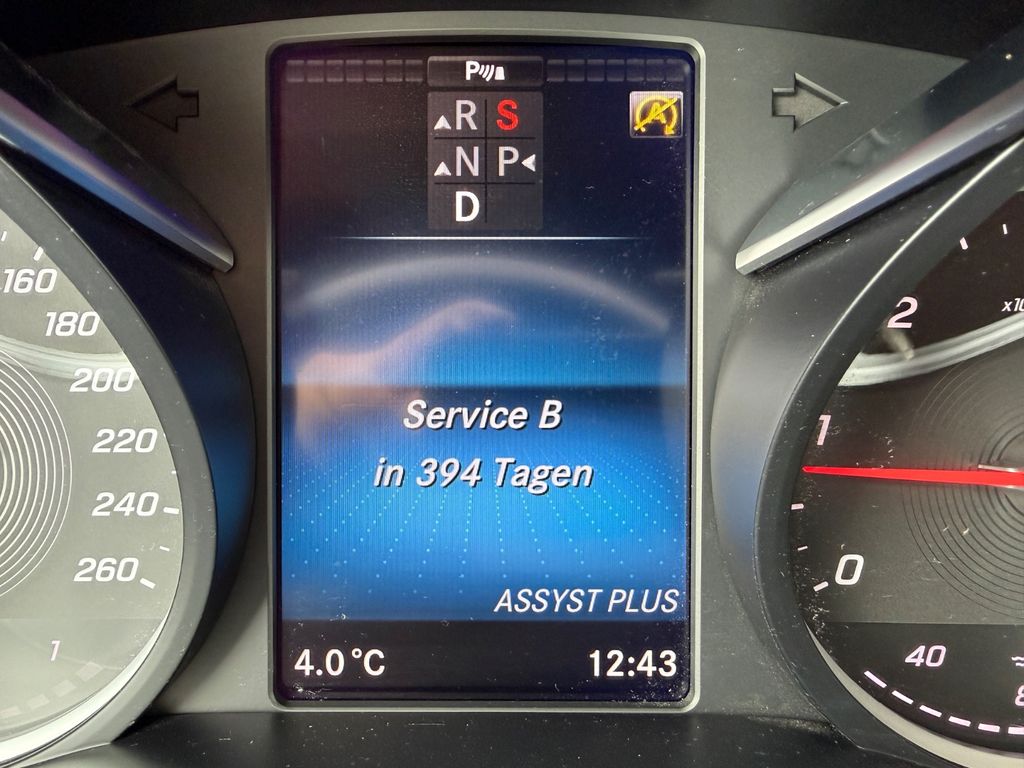 P
R S
N P
D
Service B
in 394 Tagen
ASSYST PLUS
4.0°C
12:43
160
180
200
220
240
260
1
2
1
0
40